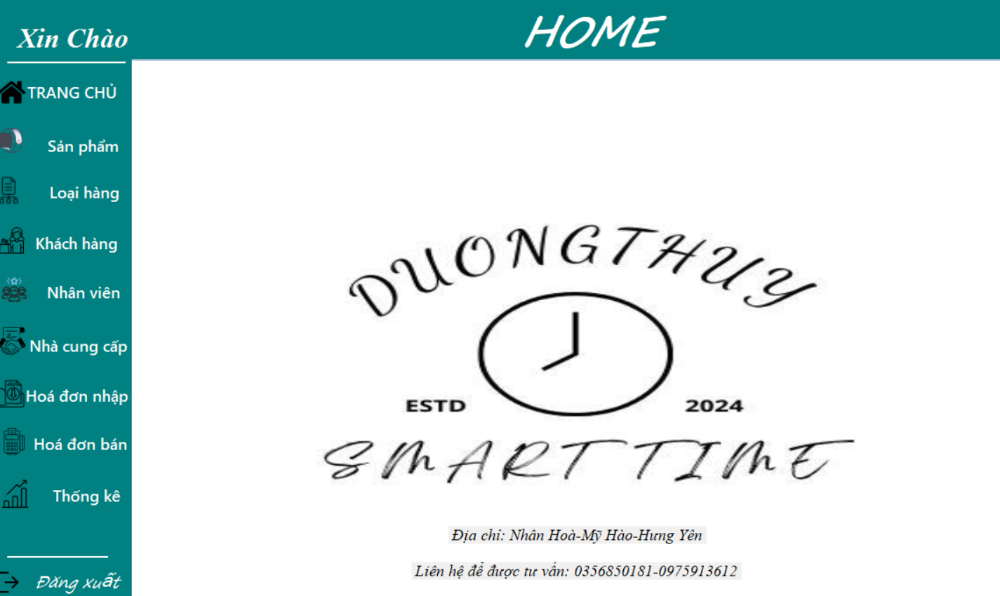 Xin Chào
HOME
TRANG CHỦ
Sản phẩm
Loại hàng
Khách hàng
Nhân viên
Nhà cung cấp
Hoá đơn nhập
Hoá đơn bán
Thống kê
Đăng xuất
DUONGTHUY
ESTD 2024
SMART TIME
Địa chỉ: Nhân Hoà-Mỹ Hào-Hưng Yên
Liên hệ để được tư vấn: 0356850181-0975913612